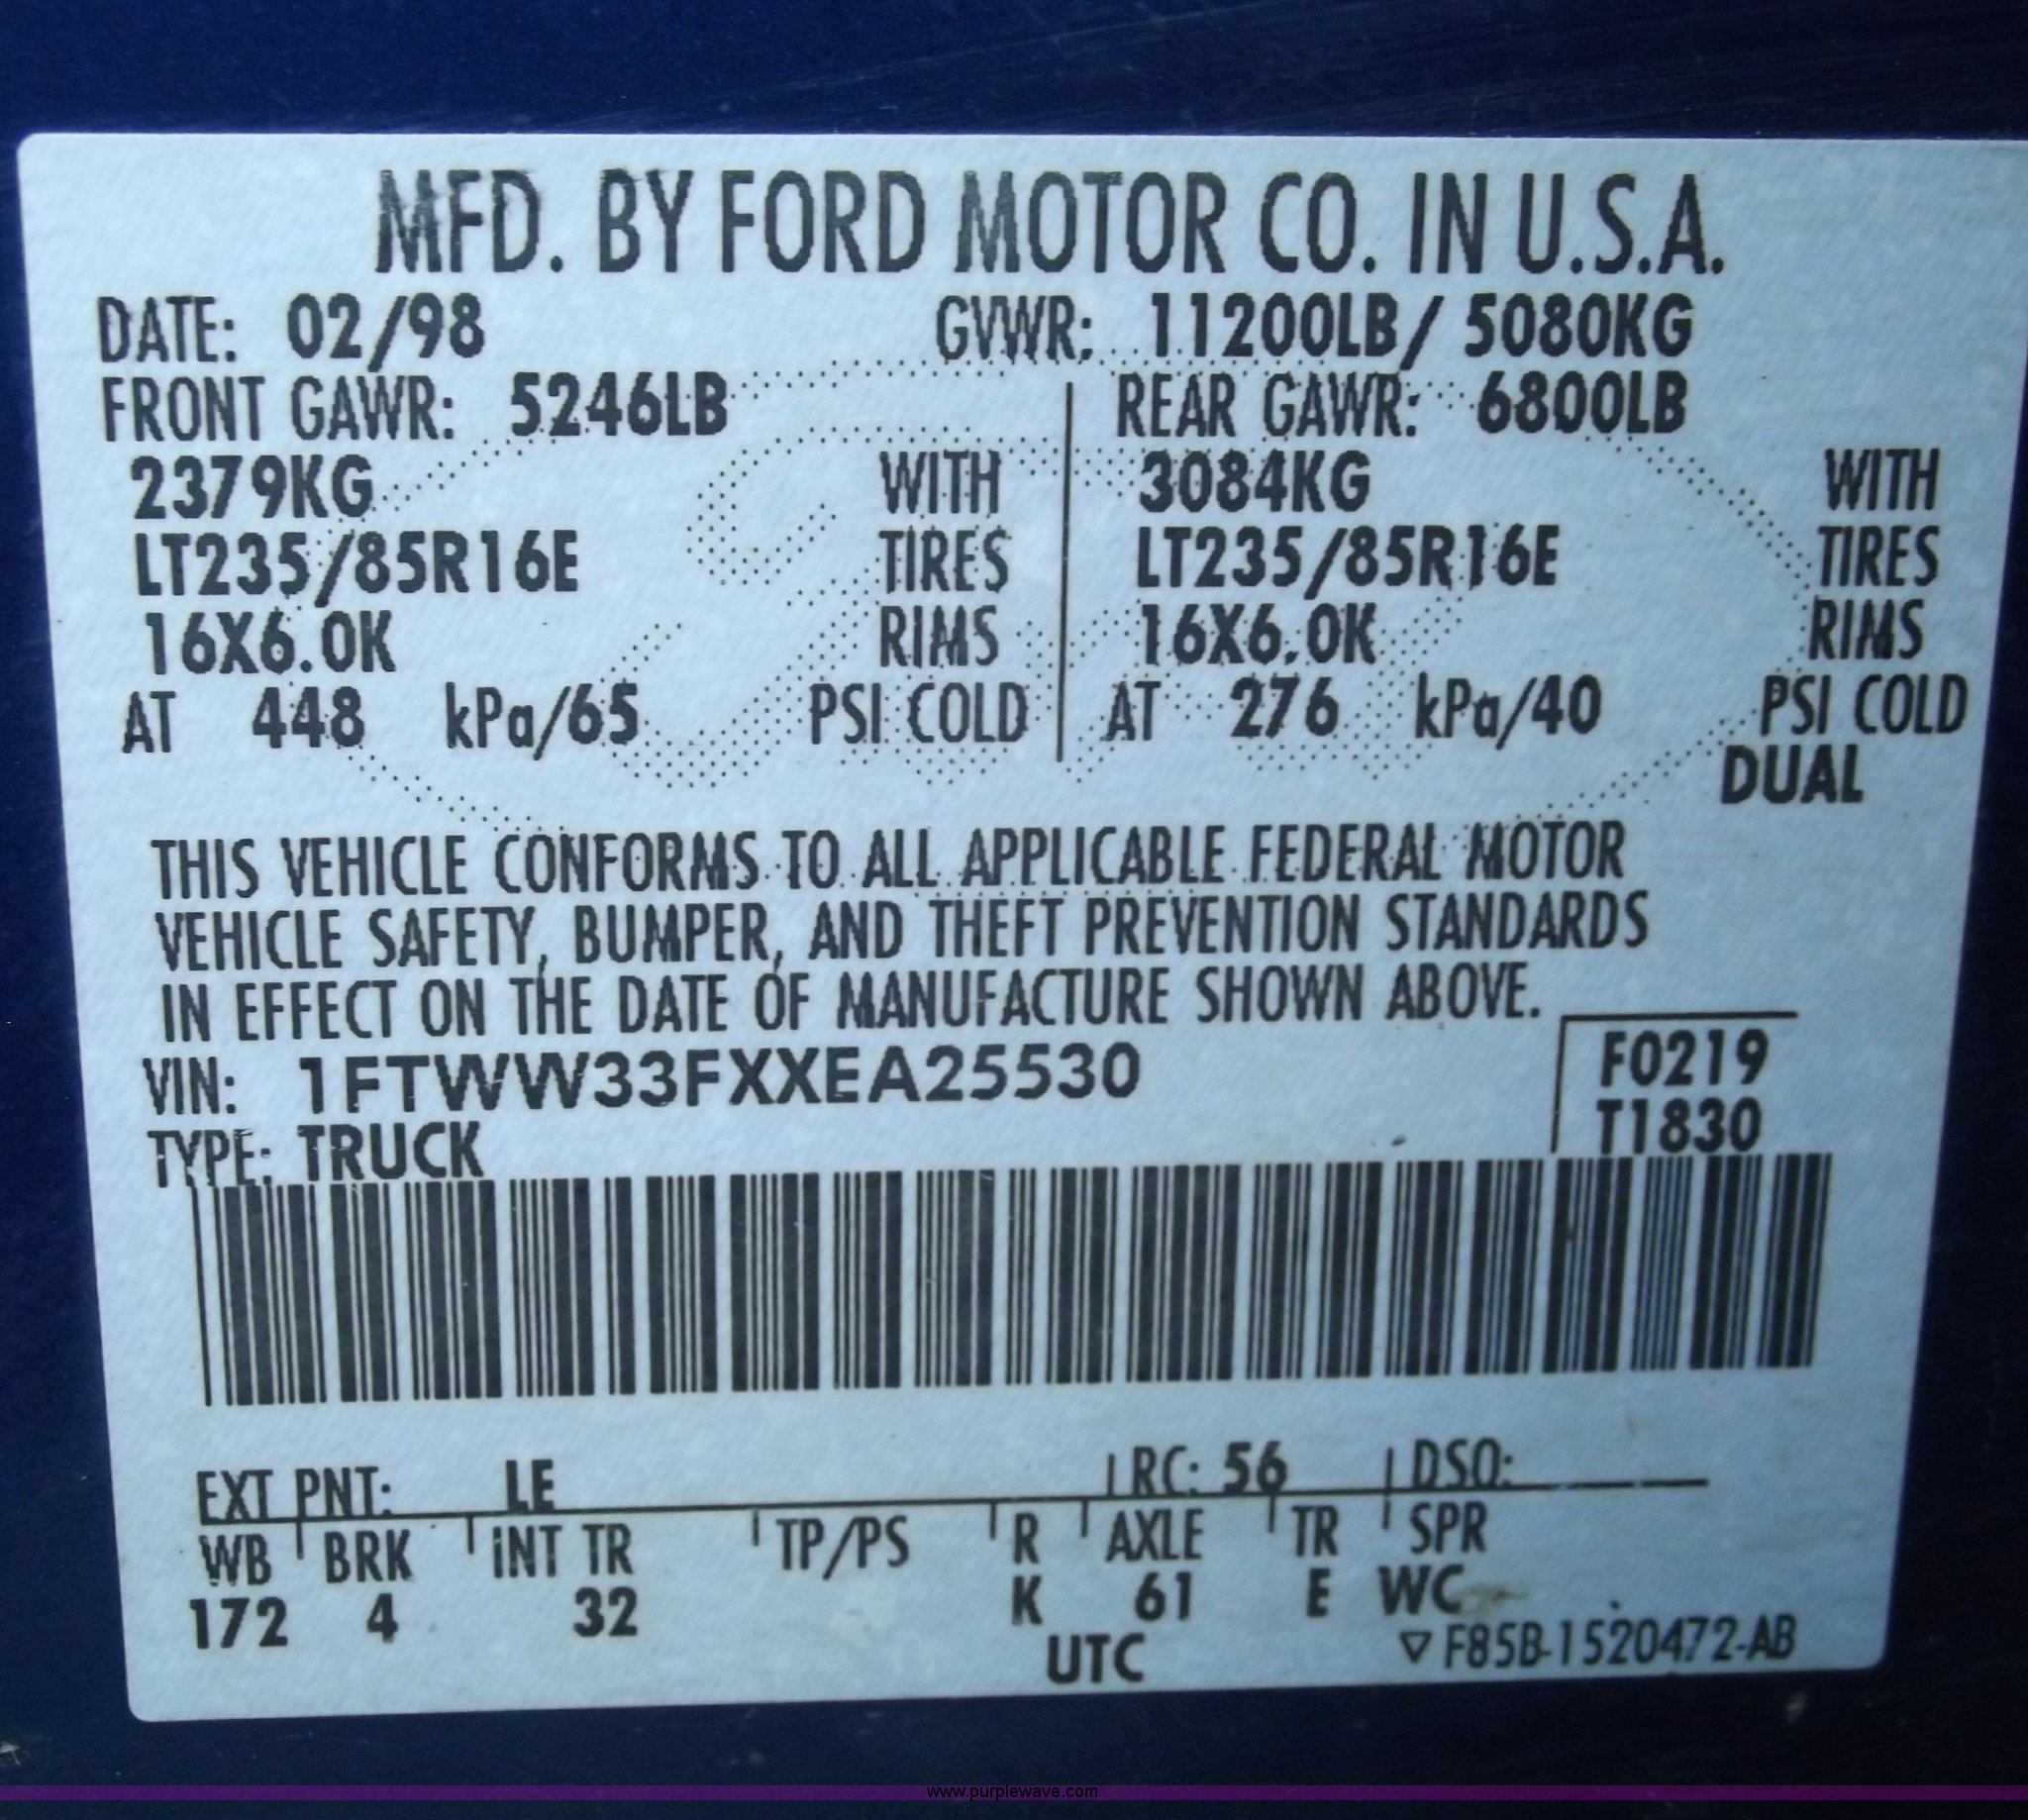 MFD. BY FORD MOTOR CO. IN U.S.A.
DATE: 02/98 GVWR: 11200LB/ 5080KG
FRONT GAWR: 5246LB REAR GAWR: 6800LB
2379KG WITH 3084KG WITH
LT235/85R16E TIRES LT235/85R16E TIRES
16X6.0K RIMS 16X6.0K RIMS
AT 448 kPa/65 PSI COLD AT 276 kPa/40 PSI COLD
DUAL
THIS VEHICLE CONFORMS TO ALL APPLICABLE FEDERAL MOTOR
VEHICLE SAFETY, BUMPER, AND THEFT PREVENTION STANDARDS
IN EFFECT ON THE DATE OF MANUFACTURE SHOWN ABOVE.
VIN: 1FTWW33FXXEA25530 F0219
TYPE: TRUCK T1830
EXT PNT: LE RC: 56 DSO:
WB BRK INT TR TP/PS R AXLE TR SPR
172 4 32 K 61 E WC
UTC ▽F85B-1520472-AB
www.purplewave.com